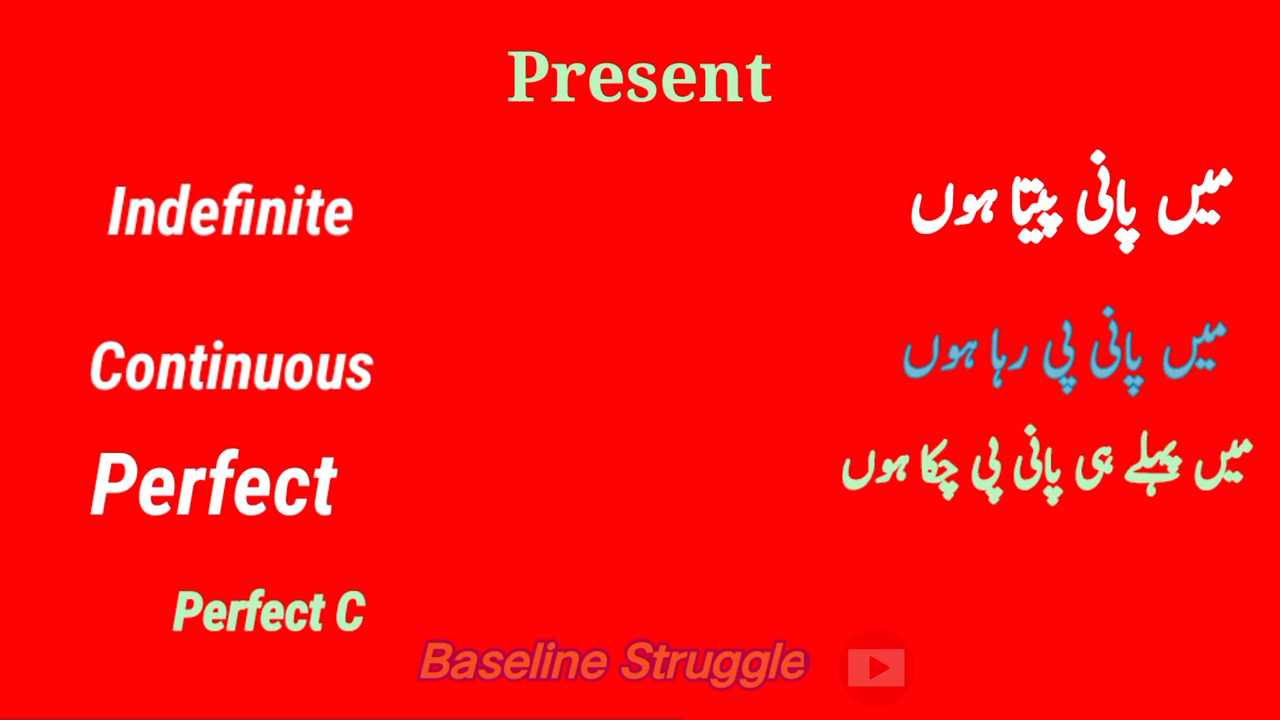 Present
Indefinite
میں پانی پیتا ہوں
Continuous
میں پانی پی رہا ہوں
Perfect
میں پہلے ہی پانی پی چکا ہوں
Perfect C
Baseline Struggle